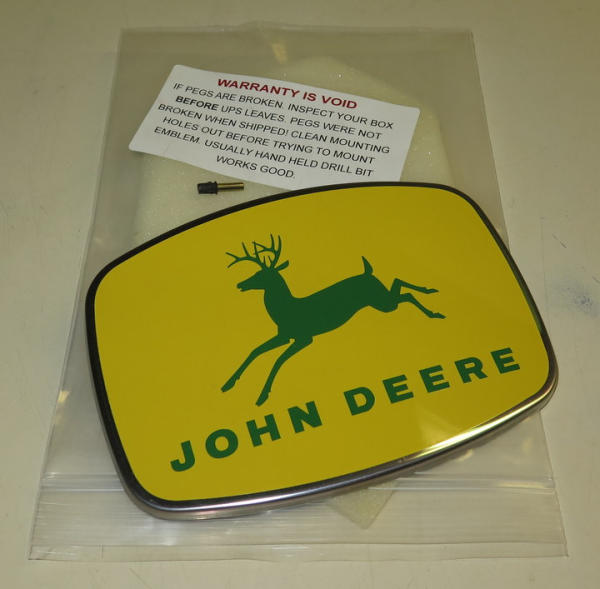 WARRANTY IS VOID
IF PEGS ARE BROKEN. INSPECT YOUR BOX
BEFORE UPS LEAVES. PEGS WERE NOT
BROKEN WHEN SHIPPED! CLEAN MOUNTING
HOLES OUT BEFORE TRYING TO MOUNT
EMBLEM. USUALLY HAND HELD DRILL BIT
WORKS GOOD.
JOHN DEERE